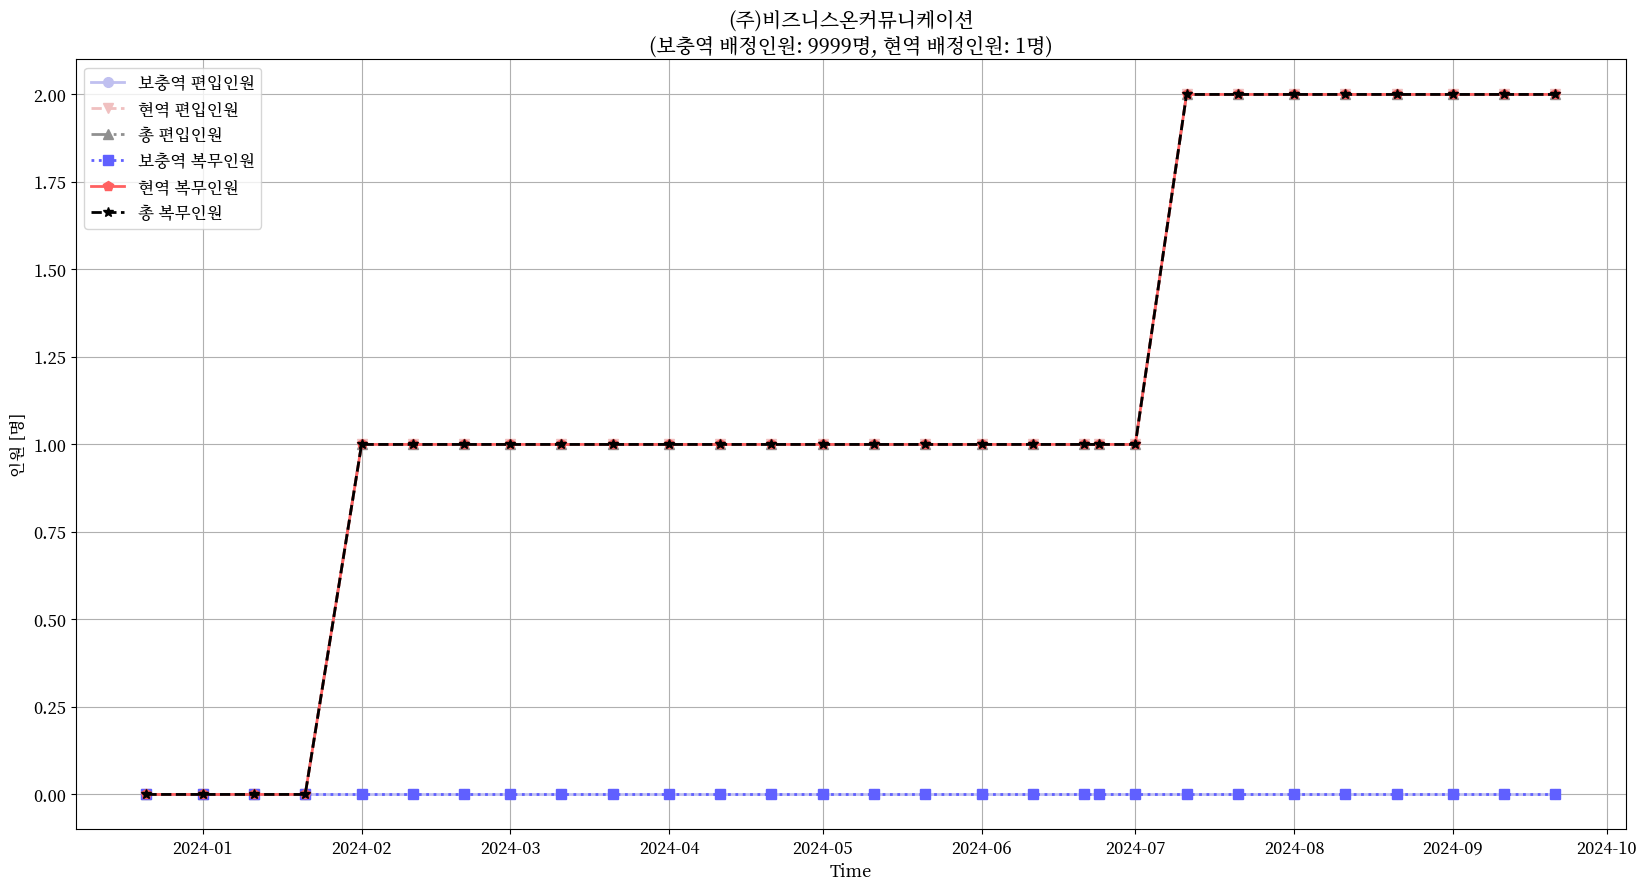 (주)비즈니스온커뮤니케이션
(보충역 배정인원: 9999명, 현역 배정인원: 1명)
보충역 편입인원
현역 편입인원
총 편입인원
보충역 복무인원
현역 복무인원
총 복무인원
2.00
1.75
1.50
1.25
1.00
0.75
0.50
0.25
0.00
인원 [명]
2024-01 2024-02 2024-03 2024-04 2024-05 2024-06 2024-07 2024-08 2024-09 2024-10
Time